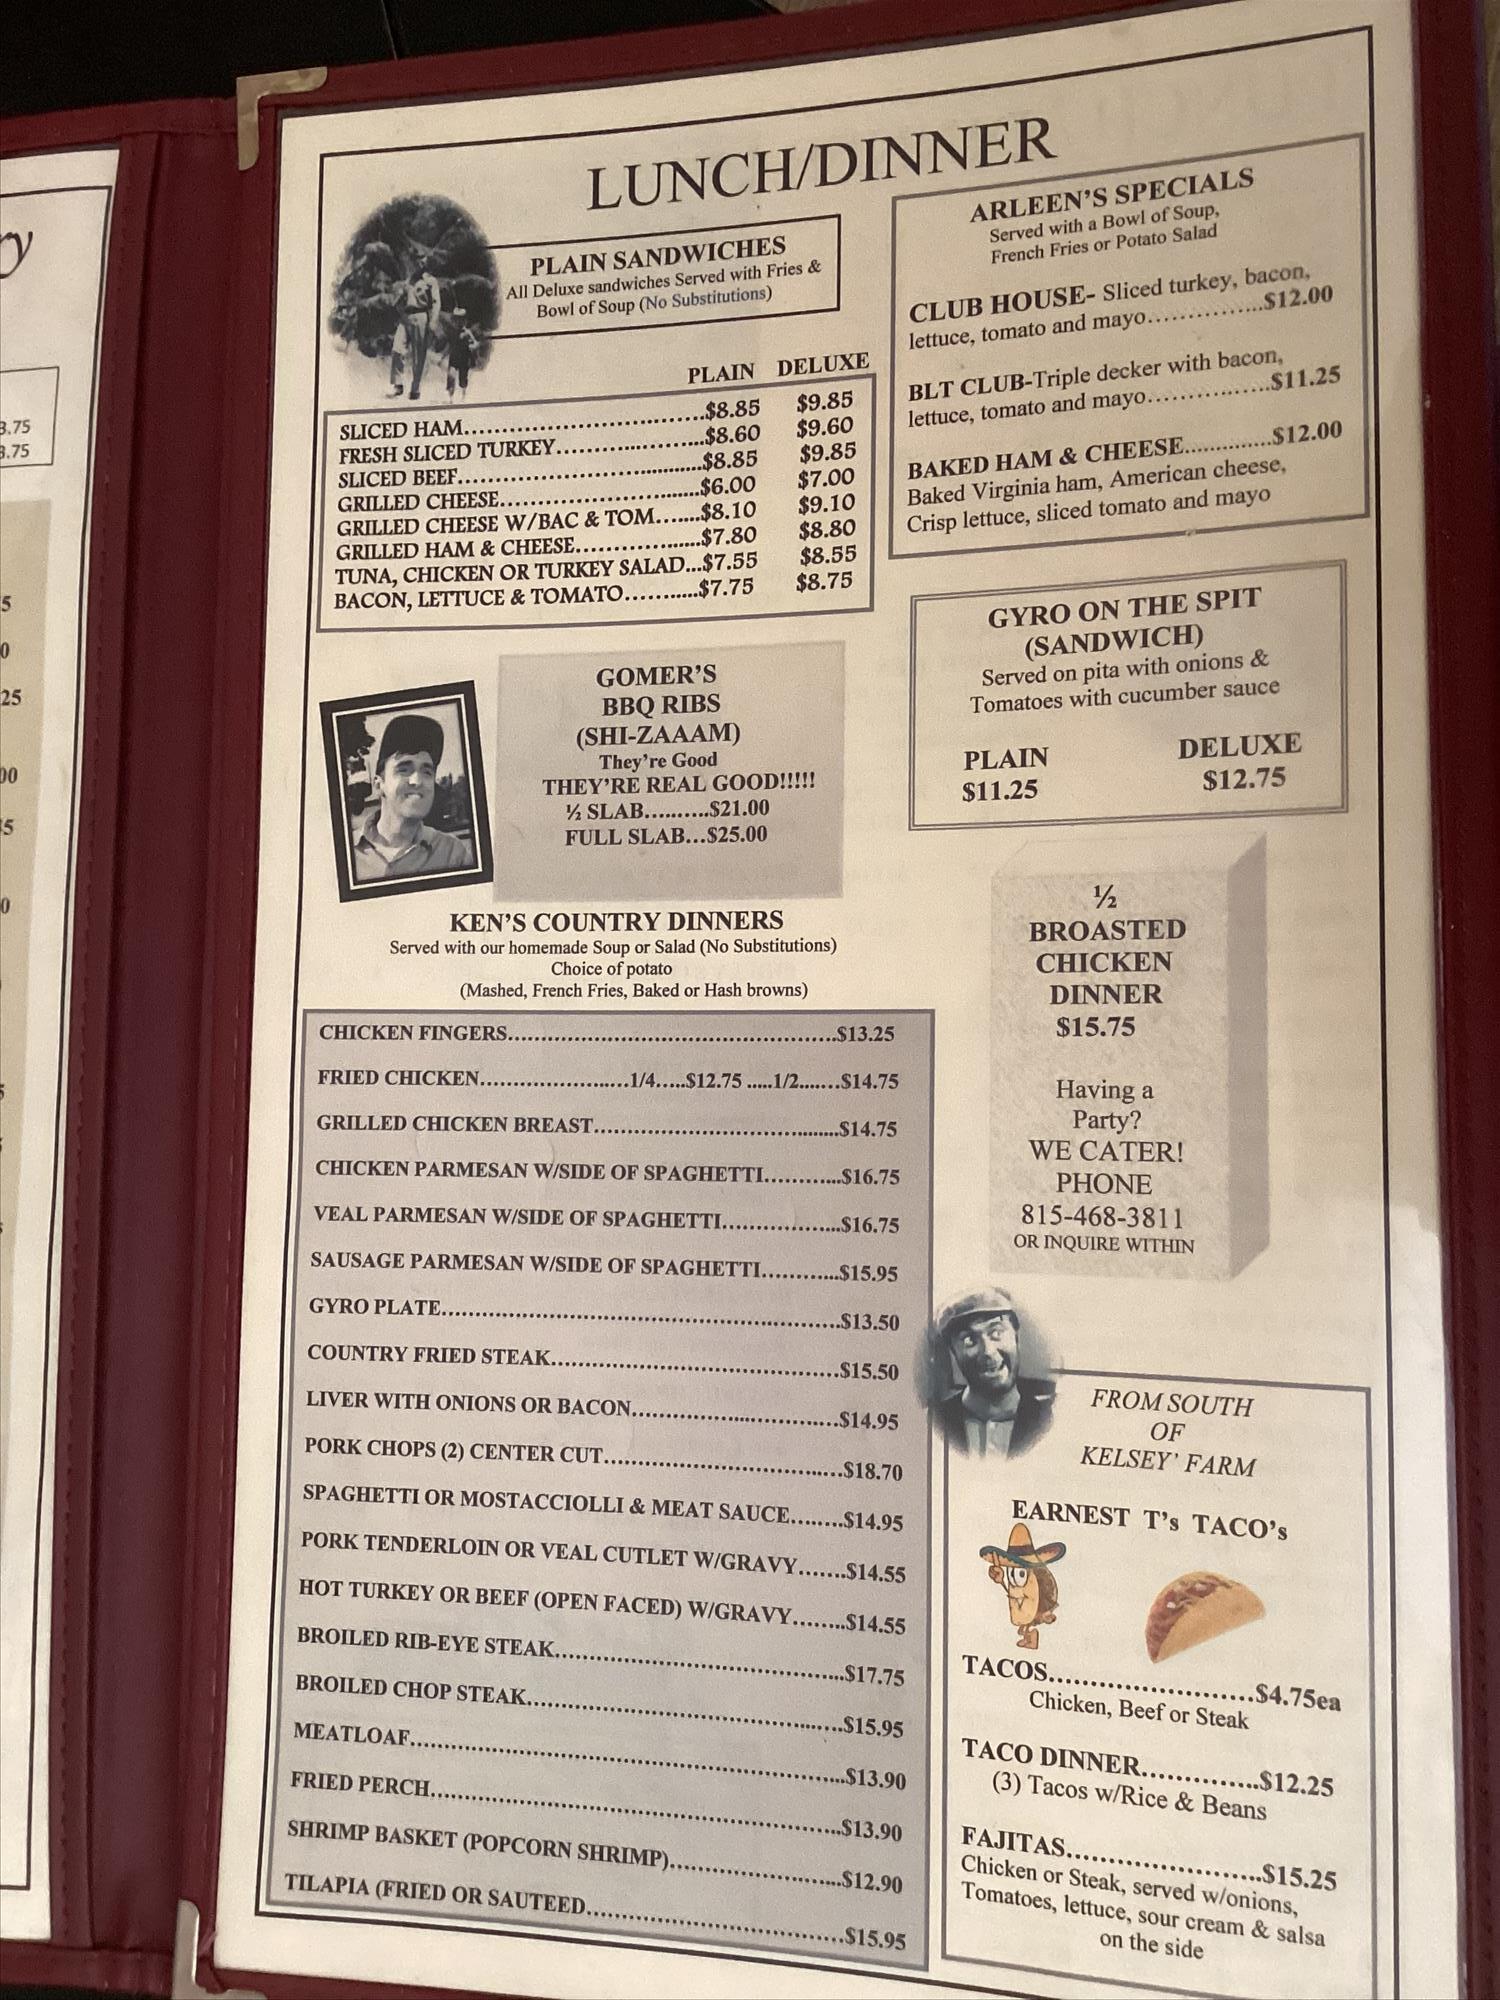 ry
3.75
3.75
5
0
25
00
5
0
LUNCH/DINNER
PLAIN SANDWICHES
All Deluxe sandwiches Served with Fries &
Bowl of Soup (No Substitutions)
PLAIN DELUXE
SLICED HAM...............................$8.85 $9.85
FRESH SLICED TURKEY.......................$8.60 $9.60
SLICED BEEF...............................$8.85 $9.85
GRILLED CHEESE............................$6.00 $7.00
GRILLED CHEESE W/BAC & TOM.......$8.10 $9.10
GRILLED HAM & CHEESE...................$7.80 $8.80
TUNA, CHICKEN OR TURKEY SALAD...$7.55 $8.55
BACON, LETTUCE & TOMATO...........$7.75 $8.75
ARLEEN'S SPECIALS
Served with a Bowl of Soup,
French Fries or Potato Salad
CLUB HOUSE- Sliced turkey, bacon,
lettuce, tomato and mayo................$12.00
BLT CLUB-Triple decker with bacon,
lettuce, tomato and mayo.................$11.25
BAKED HAM & CHEESE.............$12.00
Baked Virginia ham, American cheese,
Crisp lettuce, sliced tomato and mayo
GYRO ON THE SPIT
(SANDWICH)
Served on pita with onions &
Tomatoes with cucumber sauce
PLAIN DELUXE
$11.25 $12.75
GOMER'S
BBQ RIBS
(SHI-ZAAAM)
They're Good
THEY'RE REAL GOOD!!!!!
½ SLAB..........$21.00
FULL SLAB...$25.00
KEN'S COUNTRY DINNERS
Served with our homemade Soup or Salad (No Substitutions)
Choice of potato
(Mashed, French Fries, Baked or Hash browns)
CHICKEN FINGERS..................................................$13.25
FRIED CHICKEN.......................1/4.....$12.75 .....1/2.......$14.75
GRILLED CHICKEN BREAST.....................................$14.75
CHICKEN PARMESAN W/SIDE OF SPAGHETTI............$16.75
VEAL PARMESAN W/SIDE OF SPAGHETTI..................$16.75
SAUSAGE PARMESAN W/SIDE OF SPAGHETTI............$15.95
GYRO PLATE............................................................$13.50
COUNTRY FRIED STEAK...........................................$15.50
LIVER WITH ONIONS OR BACON...............................$14.95
PORK CHOPS (2) CENTER CUT....................................$18.70
SPAGHETTI OR MOSTACCIOLLI & MEAT SAUCE........$14.95
PORK TENDERLOIN OR VEAL CUTLET W/GRAVY.......$14.55
HOT TURKEY OR BEEF (OPEN FACED) W/GRAVY........$14.55
BROILED RIB-EYE STEAK...........................................$17.75
BROILED CHOP STEAK...............................................$15.95
MEATLOAF.................................................................$13.90
FRIED PERCH..............................................................$13.90
SHRIMP BASKET (POPCORN SHRIMP)..........................$12.90
TILAPIA (FRIED OR SAUTEED.......................................$15.95
½
BROASTED
CHICKEN
DINNER
$15.75
Having a
Party?
WE CATER!
PHONE
815-468-3811
OR INQUIRE WITHIN
FROM SOUTH
OF
KELSEY' FARM
EARNEST T's TACO's
TACOS..........................$4.75ea
Chicken, Beef or Steak
TACO DINNER...............$12.25
(3) Tacos w/Rice & Beans
FAJITAS........................$15.25
Chicken or Steak, served w/onions,
Tomatoes, lettuce, sour cream & salsa
on the side